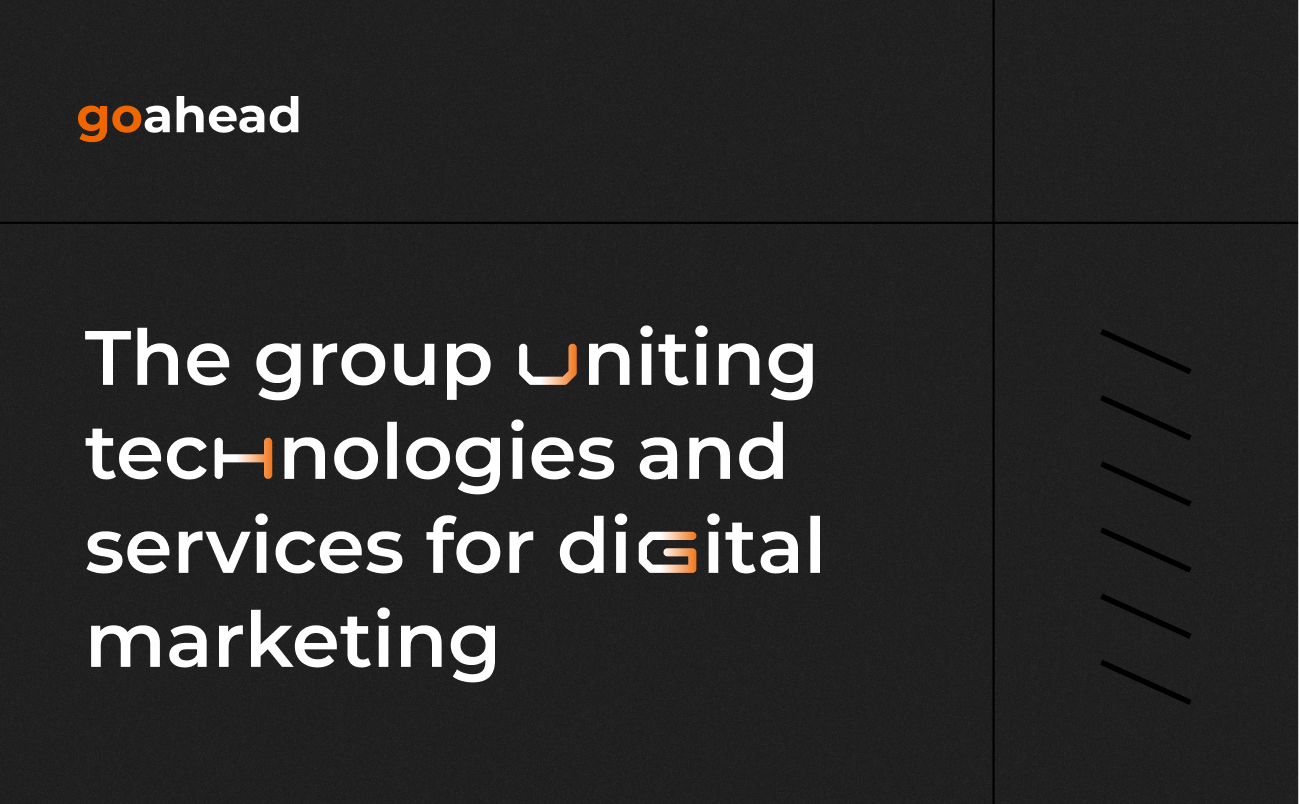 goahead
The group Uniting
tecHnologies and
services for diGital
marketing